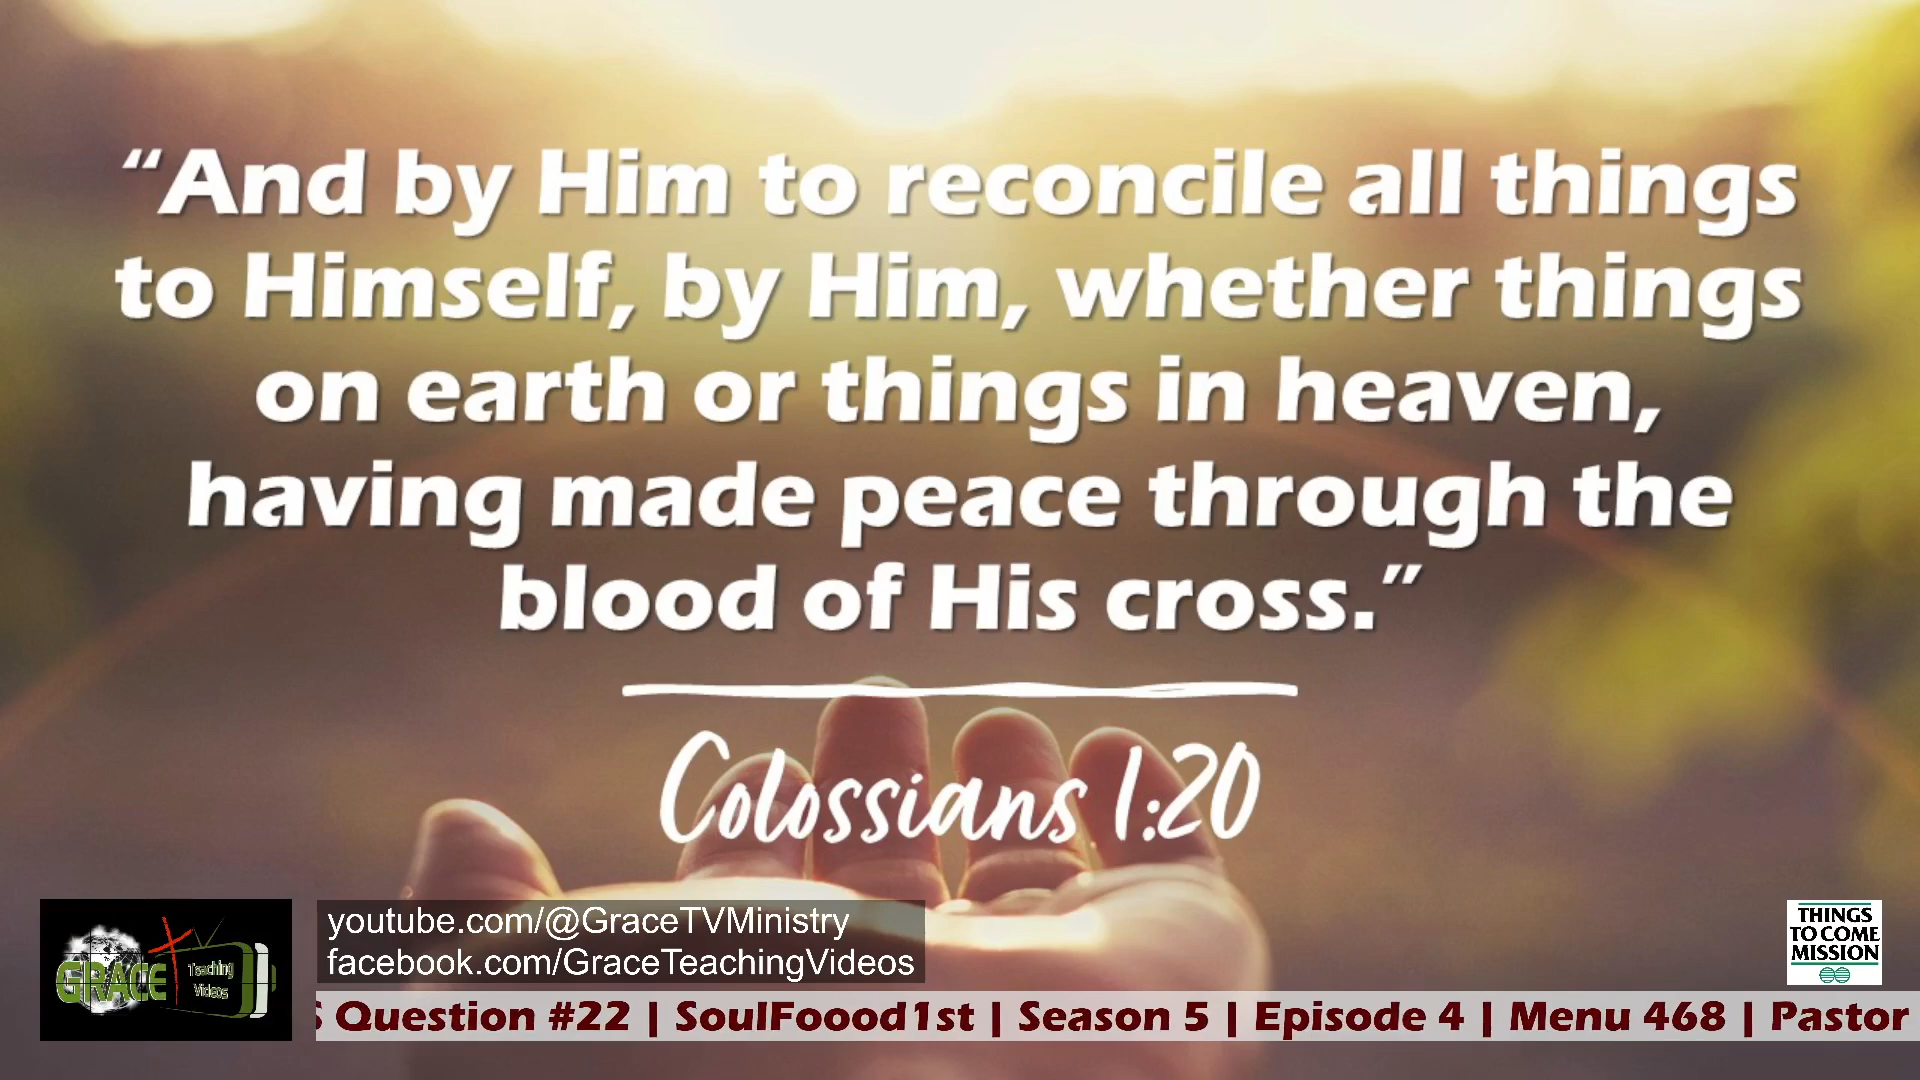 “And by Him to reconcile all things
to Himself, by Him, whether things
on earth or things in heaven,
having made peace through the
blood of His cross.”
Colossians 1:20
GRACE
Teaching
Videos
youtube.com/@GraceTVMinistry
facebook.com/GraceTeachingVideos
THINGS
TO COME
MISSION
Question #22 | SoulFoood1st | Season 5 | Episode 4 | Menu 468 | Pastor